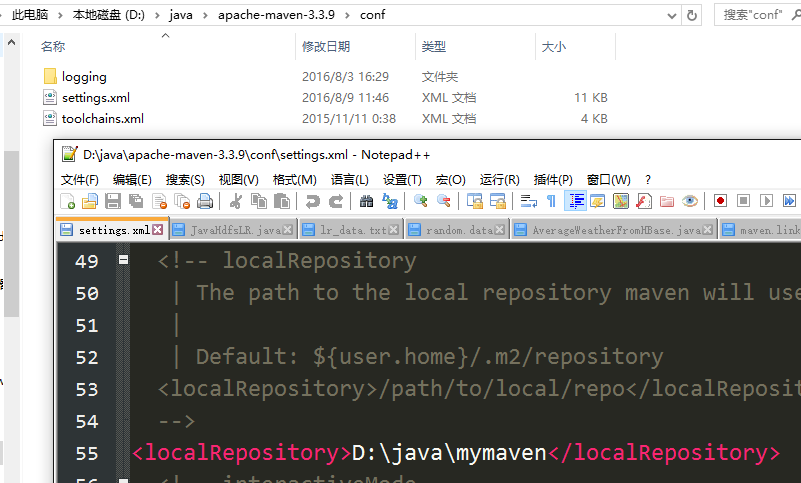 此电脑 > 本地磁盘 (D:) > java > apache-maven-3.3.9 > conf
搜索"conf"
名称 修改日期 类型 大小
logging 2016/8/3 16:29 文件夹
settings.xml 2016/8/9 11:46 XML 文档 11 KB
toolchains.xml 2015/11/11 0:38 XML 文档 4 KB
D:\java\apache-maven-3.3.9\conf\settings.xml - Notepad++
文件(F) 编辑(E) 搜索(S) 视图(V) 格式(M) 语言(L) 设置(T) 宏(O) 运行(R) 插件(P) 窗口(W) ?
settings.xml JavaHdfsLR.java lr_data.txt random.data AverageWeatherFromHBase.java maven.link
49 <!-- localRepository
50 | The path to the local repository maven will use
51 |
52 | Default: ${user.home}/.m2/repository
53 <localRepository>/path/to/local/repo</localReposit
54 -->
55 <localRepository>D:\java\mymaven</localRepository>
56 <!-- interactiveMode